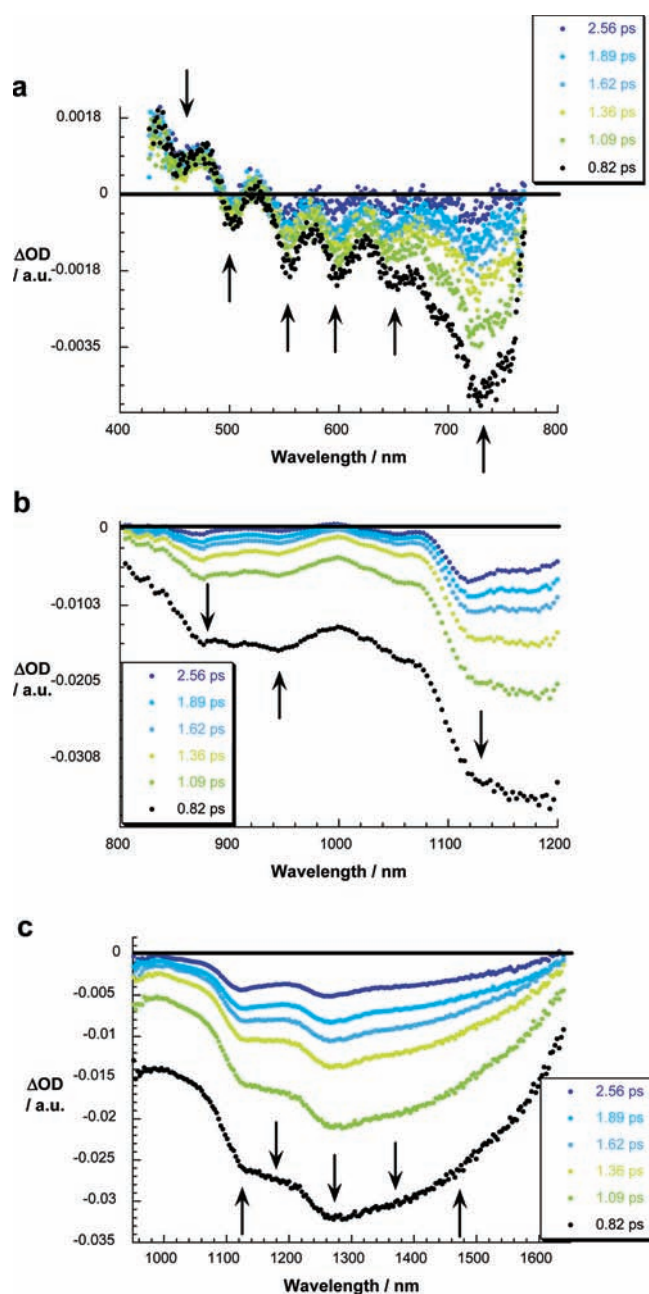 a
2.56 ps
1.89 ps
1.62 ps
1.36 ps
1.09 ps
0.82 ps
0.0018
0
-0.0018
-0.0035
ΔOD
/ a.u.
400 500 600 700 800
Wavelength / nm
b
0
-0.0103
-0.0205
-0.0308
ΔOD
/ a.u.
2.56 ps
1.89 ps
1.62 ps
1.36 ps
1.09 ps
0.82 ps
800 900 1000 1100 1200
Wavelength / nm
c
0
-0.005
-0.01
-0.015
-0.02
-0.025
-0.03
-0.035
ΔOD
/ a.u.
2.56 ps
1.89 ps
1.62 ps
1.36 ps
1.09 ps
0.82 ps
1000 1100 1200 1300 1400 1500 1600
Wavelength / nm